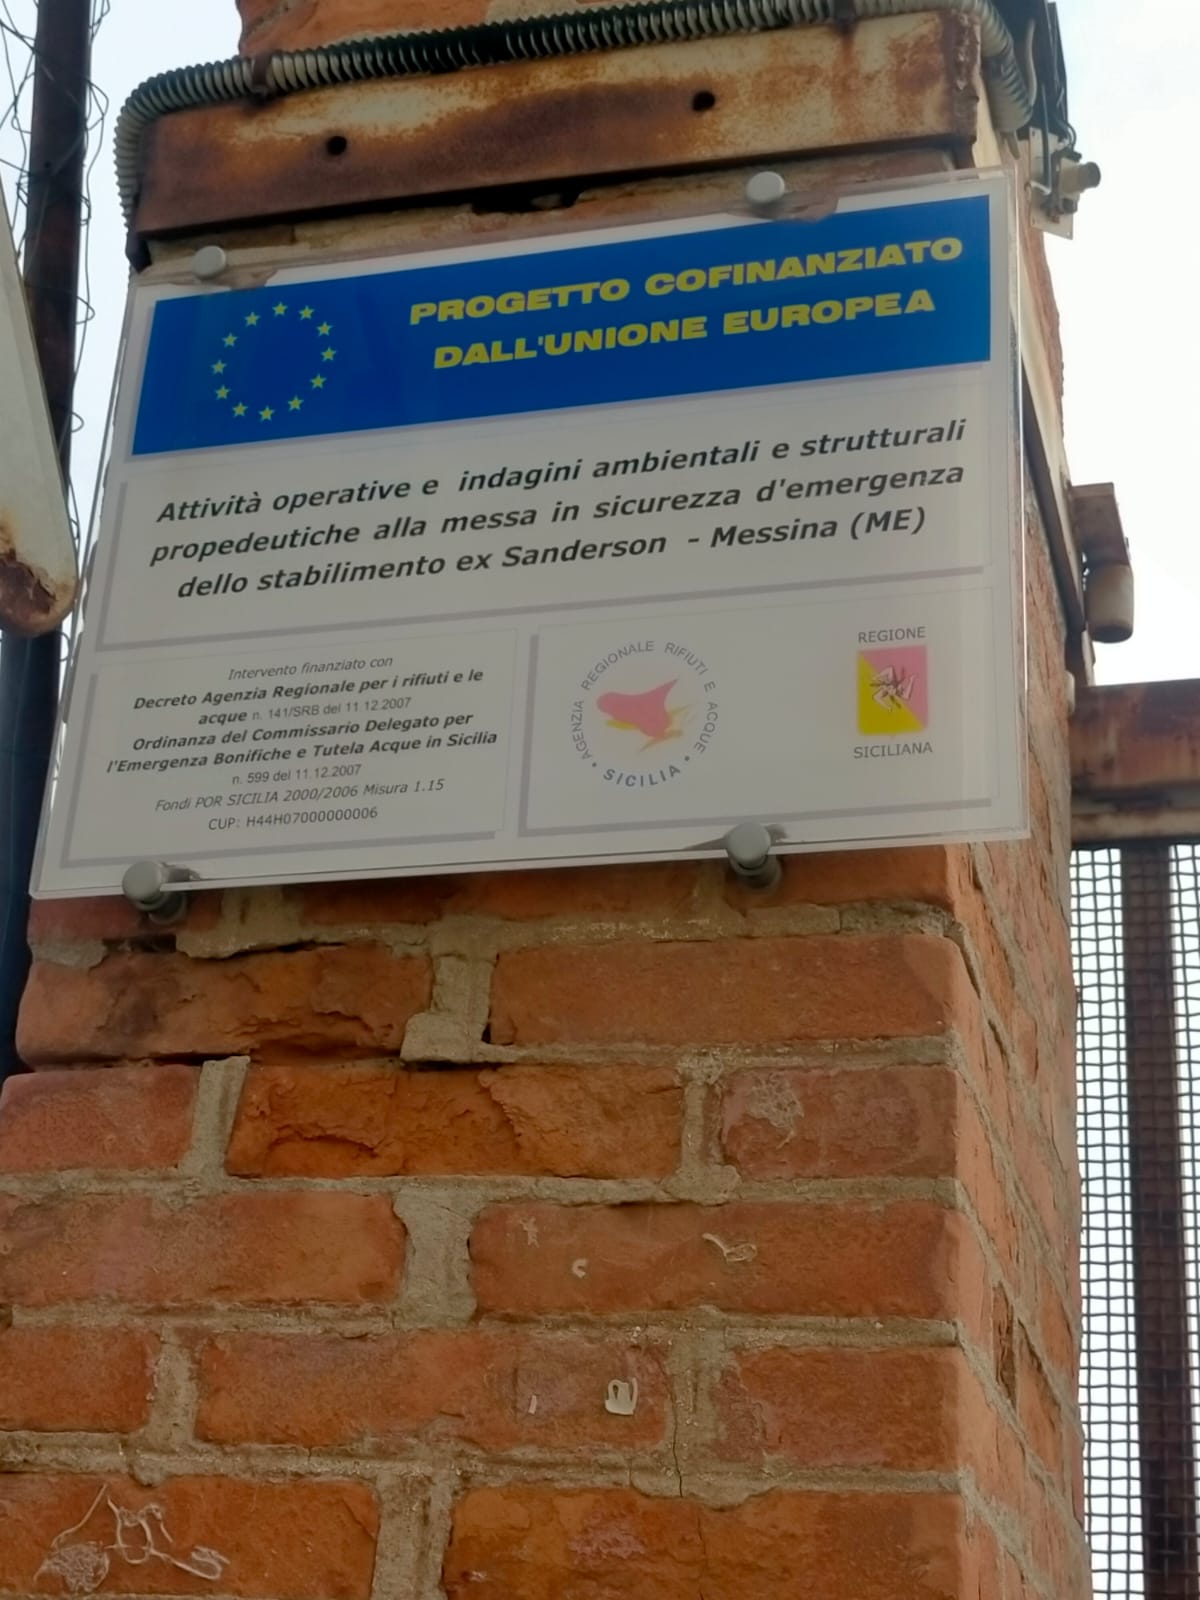 PROGETTO COFINANZIATO
DALL'UNIONE EUROPEA
Attività operative e indagini ambientali e strutturali
propedeutiche alla messa in sicurezza d'emergenza
dello stabilimento ex Sanderson - Messina (ME)
Intervento finanziato con
Decreto Agenzia Regionale per i rifiuti e le
acque n. 141/SRB del 11.12.2007
Ordinanza del Commissario Delegato per
l'Emergenza Bonifiche e Tutela Acque in Sicilia
n. 599 del 11.12.2007
Fondi POR SICILIA 2000/2006 Misura 1.15
CUP: H44H07000000006
AGENZIA REGIONALE RIFIUTI E ACQUE
• SICILIA •
REGIONE
SICILIANA